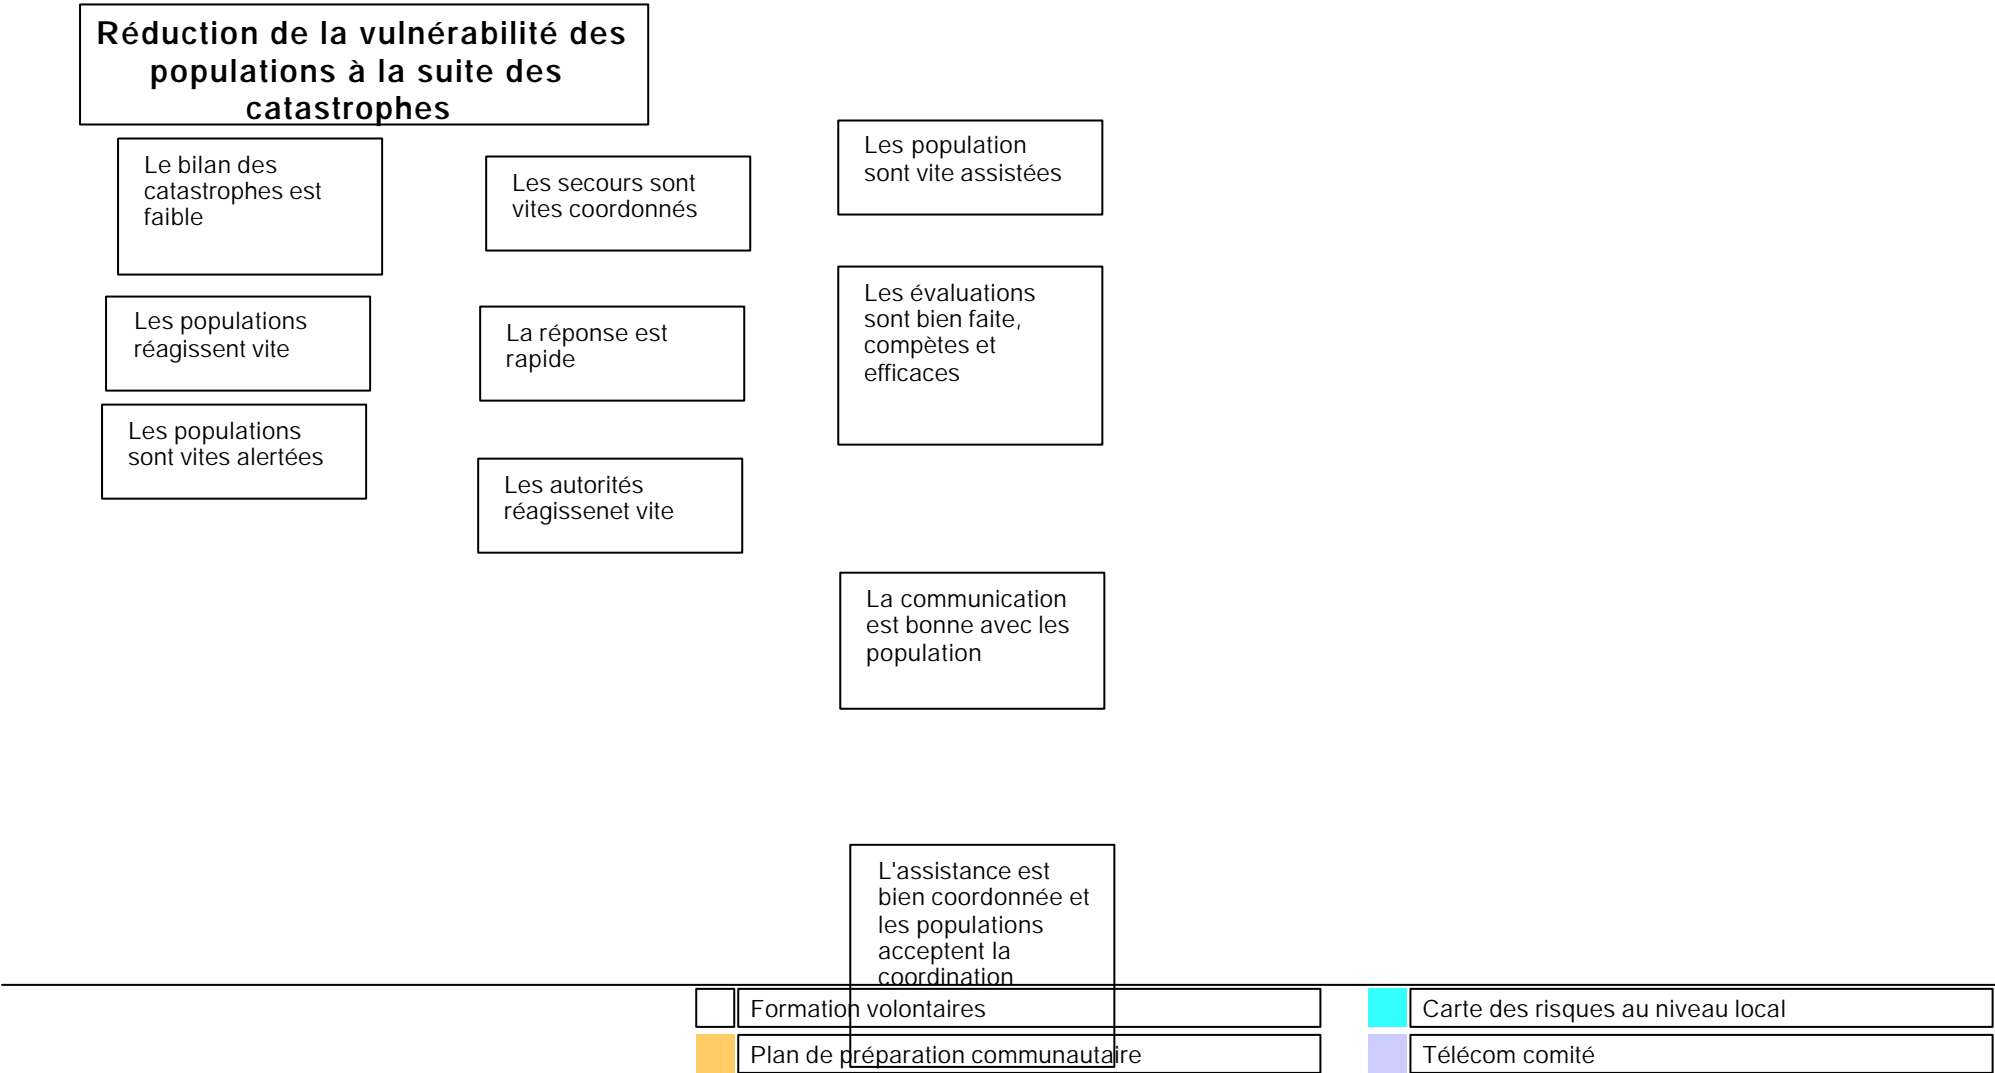 Réduction de la vulnérabilité des
populations à la suite des
catastrophes
Le bilan des
catastrophes est
faible
Les populations
réagissent vite
Les populations
sont vites alertées
Les secours sont
vites coordonnés
La réponse est
rapide
Les autorités
réagissenet vite
Les population
sont vite assistées
Les évaluations
sont bien faite,
compètes et
efficaces
La communication
est bonne avec les
population
L'assistance est
bien coordonnée et
les populations
acceptent la
coordination
Formation volontaires
Plan de préparation communautaire
Carte des risques au niveau local
Télécom comité